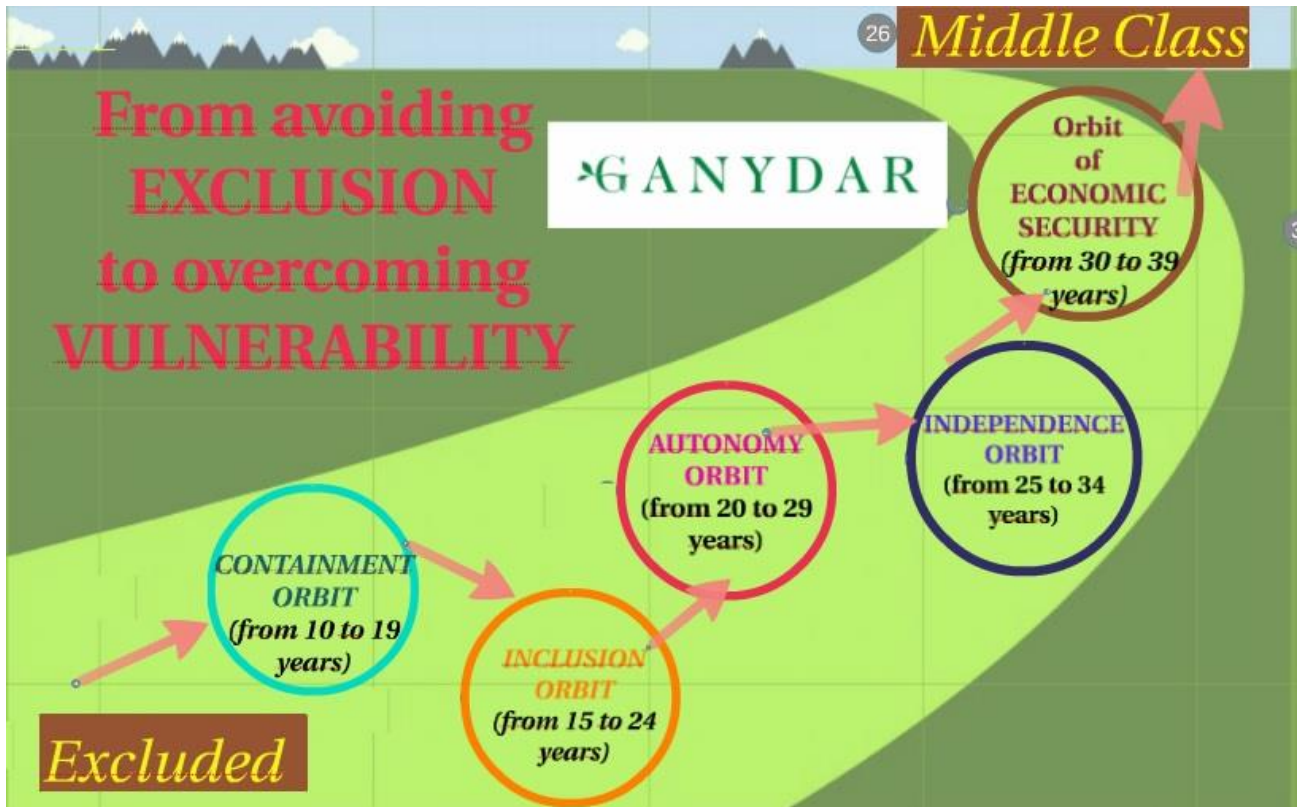 26
Middle Class
From avoiding
EXCLUSION
to overcoming
VULNERABILITY
GANYDAR
Orbit
of
ECONOMIC
SECURITY
(from 30 to 39
years)
3
AUTONOMY
ORBIT
(from 20 to 29
years)
INDEPENDENCE
ORBIT
(from 25 to 34
years)
CONTAINMENT
ORBIT
(from 10 to 19
years)
INCLUSION
ORBIT
(from 15 to 24
years)
Excluded